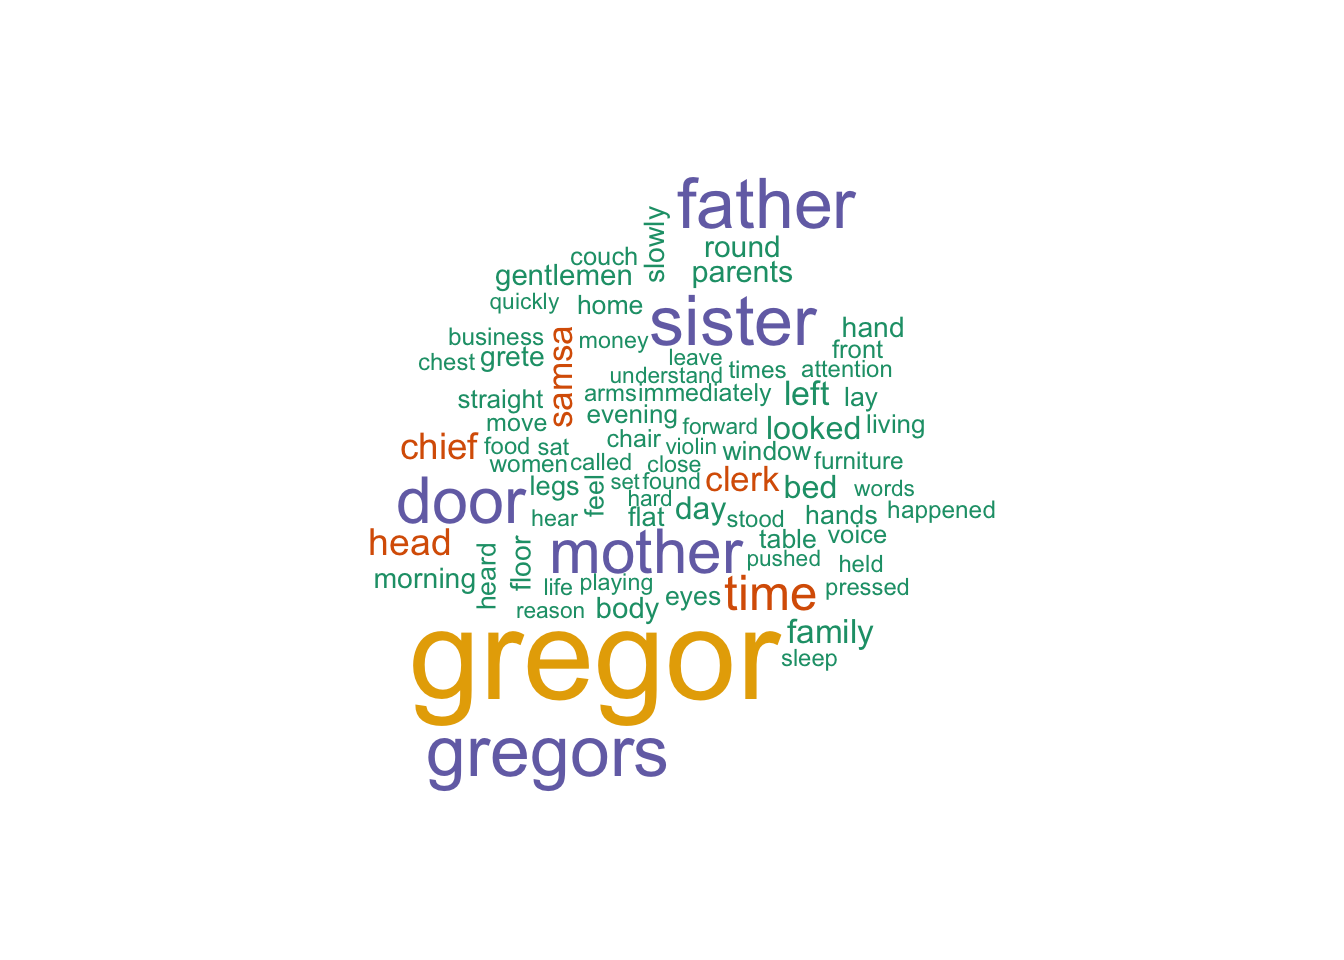 father
slowly
round
couch
parents
gentlemen
quickly
home
sister
hand
business
samsa
money
front
chest
grete
leave
understand
times
attention
straight
armsimmediately
left
lay
move
evening
forward
looked
living
chief
food
sat
chair
violin
window
women
called
close
furniture
door
legs
feel
set
found
clerk
bed
words
hear
hard
flat
day
stood
hands
happened
head
mother
table
voice
morning
heard
floor
pushed
held
life
playing
eyes
time
pressed
reason
body
gregor
family
sleep
gregors